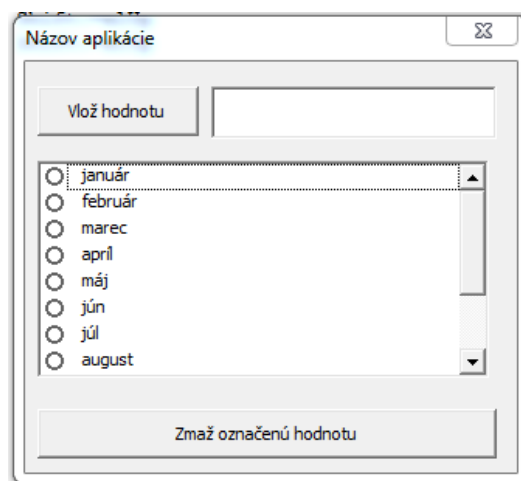 Názov aplikácie
Vlož hodnotu
január
február
marec
apríl
máj
jún
júl
august
Zmaž označenú hodnotu